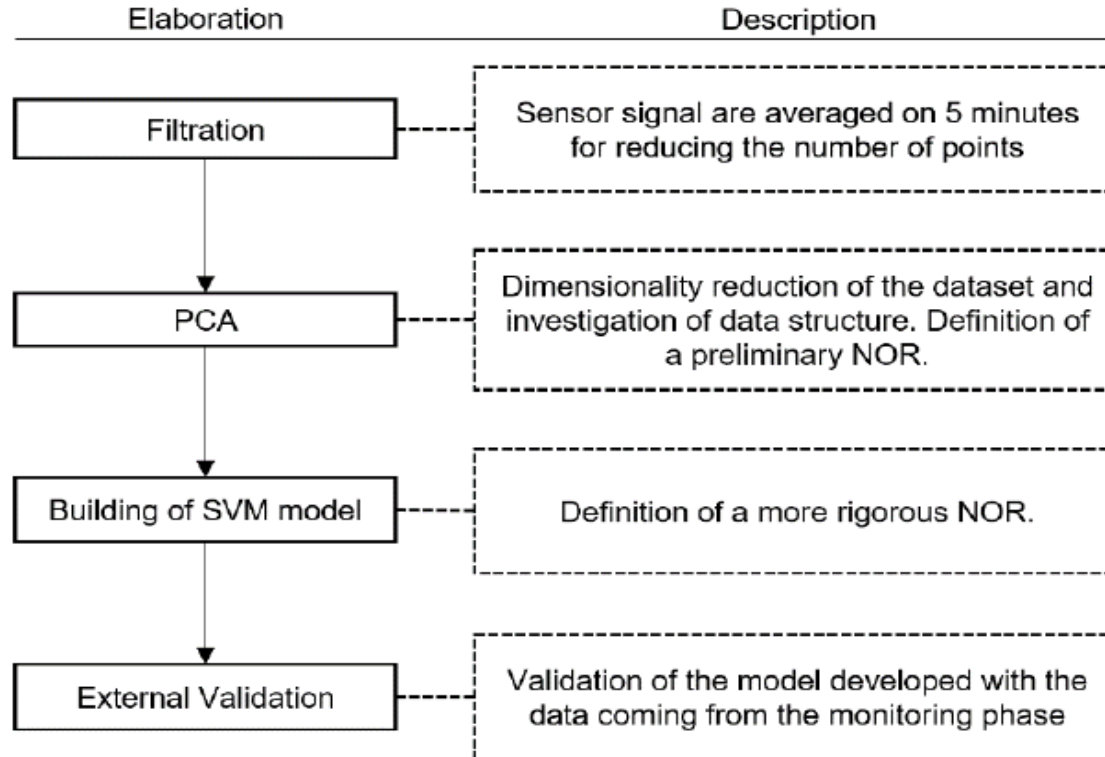 Elaboration
Description
Filtration
Sensor signal are averaged on 5 minutes
for reducing the number of points
PCA
Dimensionality reduction of the dataset and
investigation of data structure. Definition of
a preliminary NOR.
Building of SVM model
Definition of a more rigorous NOR.
External Validation
Validation of the model developed with the
data coming from the monitoring phase